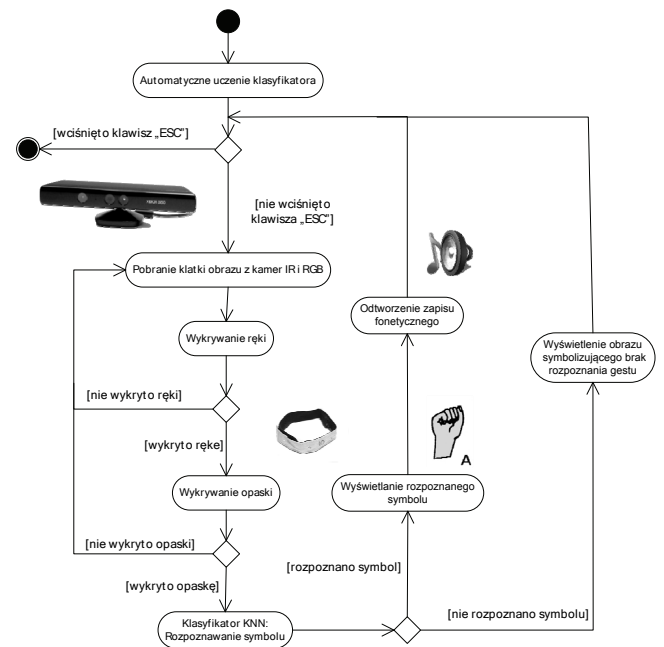 Automatyczne uczenie klasyfikatora
[wciśnięto klawisz „ESC”]
[nie wciśnięto
klawisza „ESC”]
Pobranie klatki obrazu z kamer IR i RGB
Odtworzenie zapisu
fonetycznego
Wykrywanie ręki
Wyświetlenie obrazu
symbolizującego brak
rozpoznania gestu
[nie wykryto ręki]
[wykryto ręke]
A
Wykrywanie opaski
Wyświetlanie rozpoznanego
symbolu
[nie wykryto opaski]
[rozpoznano symbol]
[wykryto opaskę]
[nie rozpoznano symbolu]
Klasyfikator KNN:
Rozpoznawanie symbolu